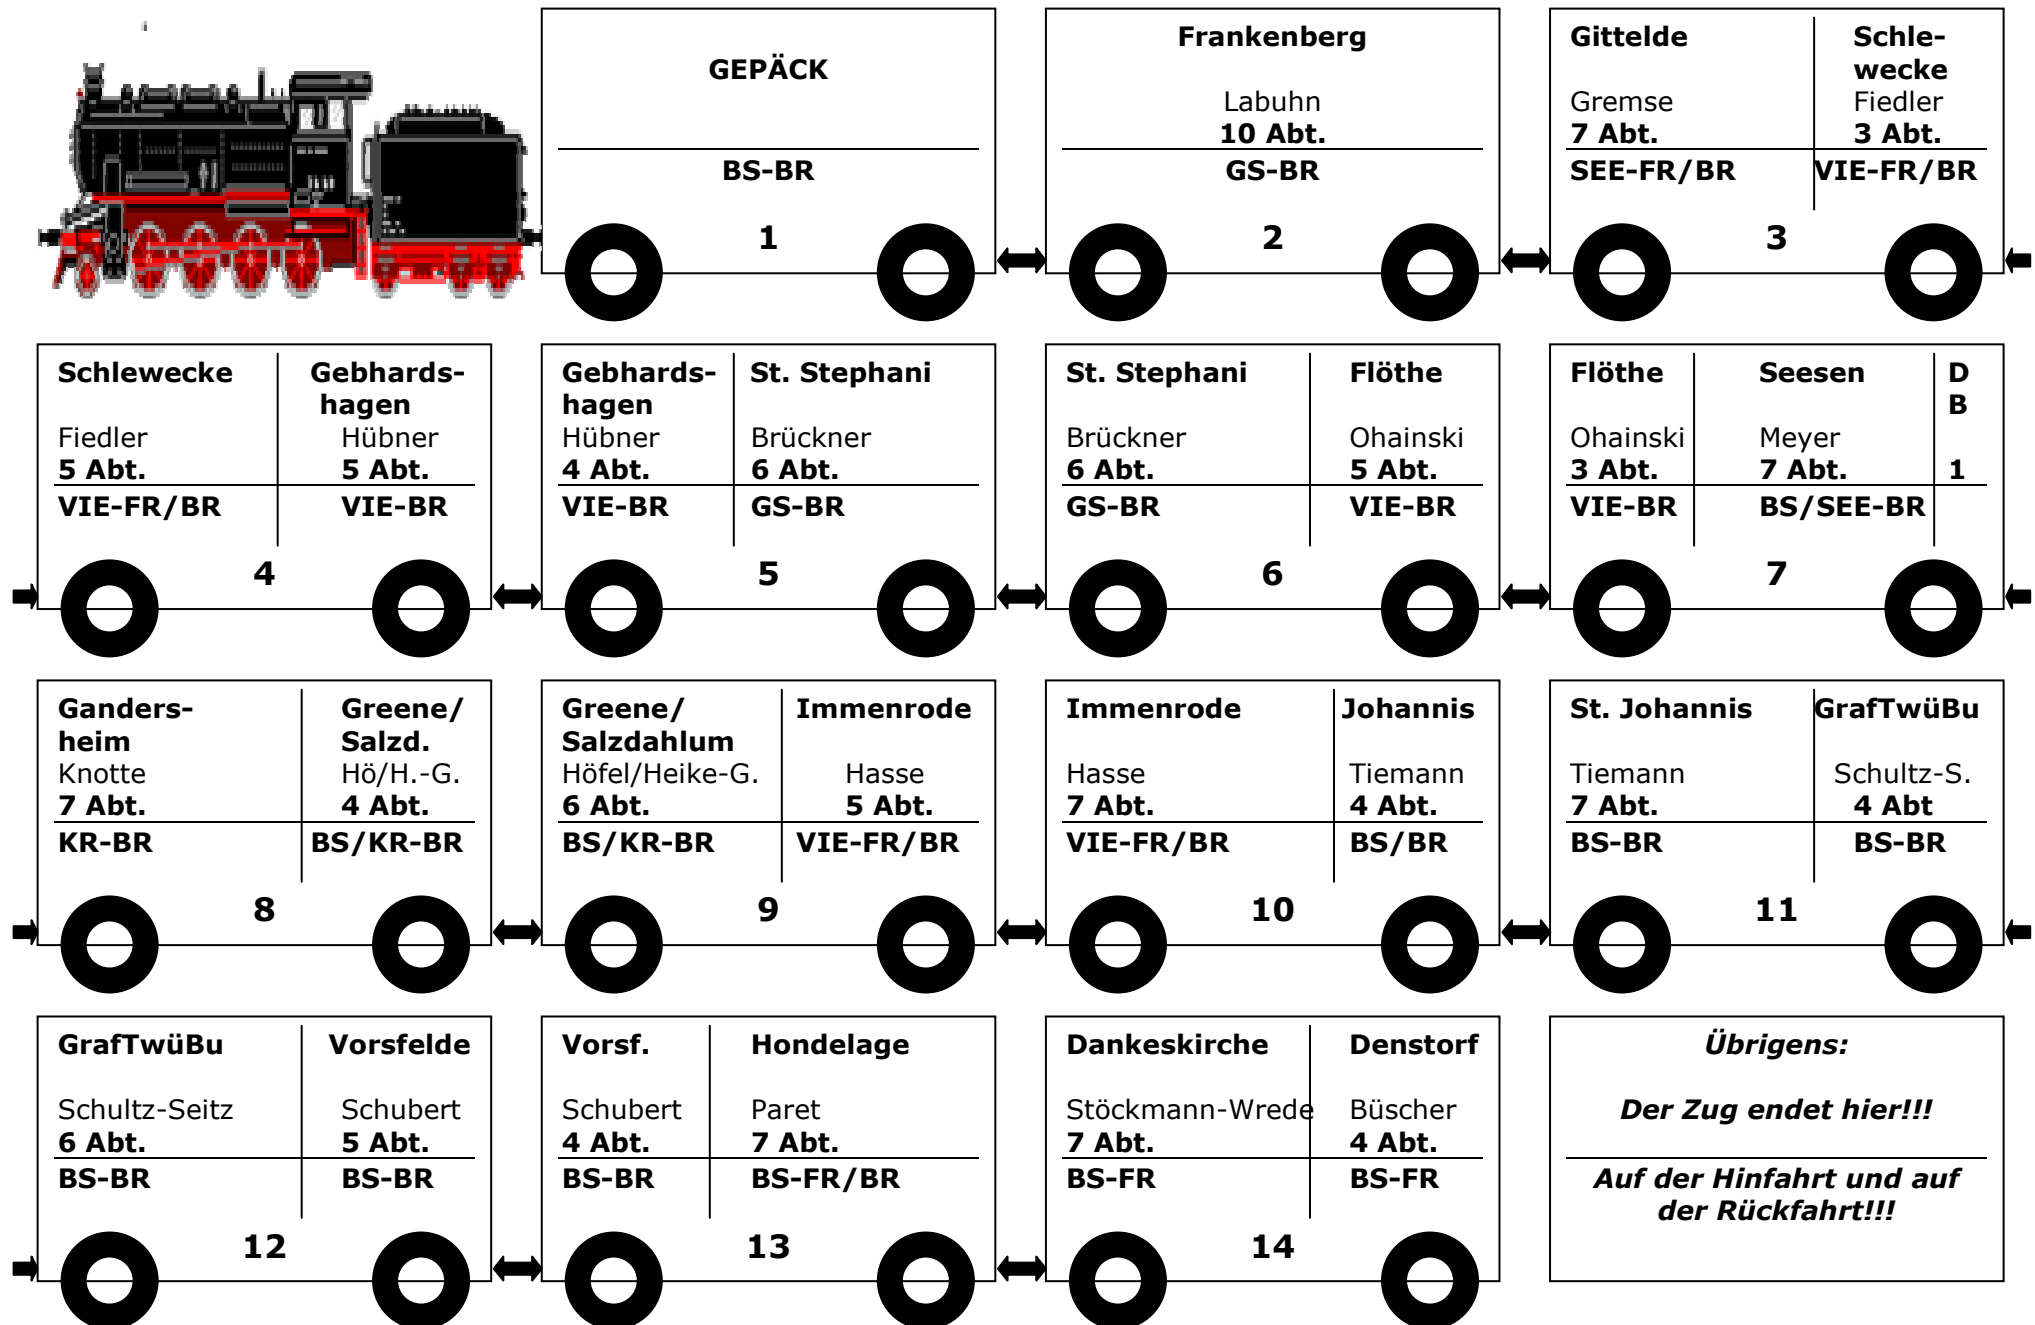 GEPÄCK
BS-BR
1
Frankenberg
Labuhn
10 Abt.
GS-BR
2
Gittelde
Gremse
7 Abt.
SEE-FR/BR
Schle-
wecke
Fiedler
3 Abt.
VIE-FR/BR
3
Schlewecke
Fiedler
5 Abt.
VIE-FR/BR
Gebhards-
hagen
Hübner
5 Abt.
VIE-BR
4
Gebhards-
hagen
Hübner
4 Abt.
VIE-BR
St. Stephani
Brückner
6 Abt.
GS-BR
5
St. Stephani
Brückner
6 Abt.
GS-BR
Flöthe
Ohainski
5 Abt.
VIE-BR
6
Flöthe
Ohainski
3 Abt.
VIE-BR
Seesen
Meyer
7 Abt.
BS/SEE-BR
D
B
1
7
Ganders-
heim
Knotte
7 Abt.
KR-BR
Greene/
Salzd.
Hö/H.-G.
4 Abt.
BS/KR-BR
8
Greene/
Salzdahlum
Höfel/Heike-G.
6 Abt.
BS/KR-BR
Immenrode
Hasse
5 Abt.
VIE-FR/BR
9
Immenrode
Hasse
7 Abt.
VIE-FR/BR
Johannis
Tiemann
4 Abt.
BS/BR
10
St. Johannis
Tiemann
7 Abt.
BS-BR
GrafTwüBu
Schultz-S.
4 Abt
BS-BR
11
GrafTwüBu
Schultz-Seitz
6 Abt.
BS-BR
Vorsfelde
Schubert
5 Abt.
BS-BR
12
Vorsf.
Schubert
4 Abt.
BS-BR
Hondelage
Paret
7 Abt.
BS-FR/BR
13
Dankeskirche
Stöckmann-Wrede
7 Abt.
BS-FR
Denstorf
Büscher
4 Abt.
BS-FR
14
Übrigens:
Der Zug endet hier!!!
Auf der Hinfahrt und auf
der Rückfahrt!!!